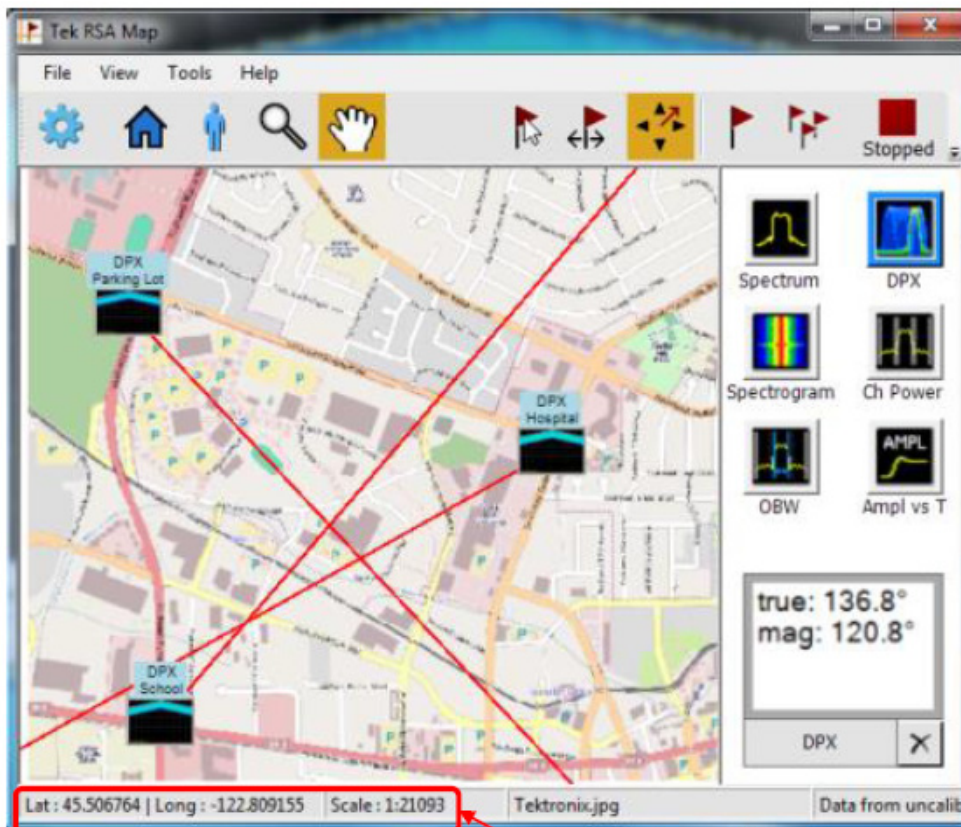 Tek RSA Map
File View Tools Help
Stopped
DPX
Parking Lot
DPX
Hospital
DPX
School
P
P
P
P
P
P
P
P
P
P
P
P
Spectrum DPX
Spectrogram Ch Power
AMPL
OBW Ampl vs T
true: 136.8°
mag: 120.8°
DPX
Lat : 45.506764 | Long : -122.809155 Scale : 1:21093 Tektronix.jpg Data from uncalib